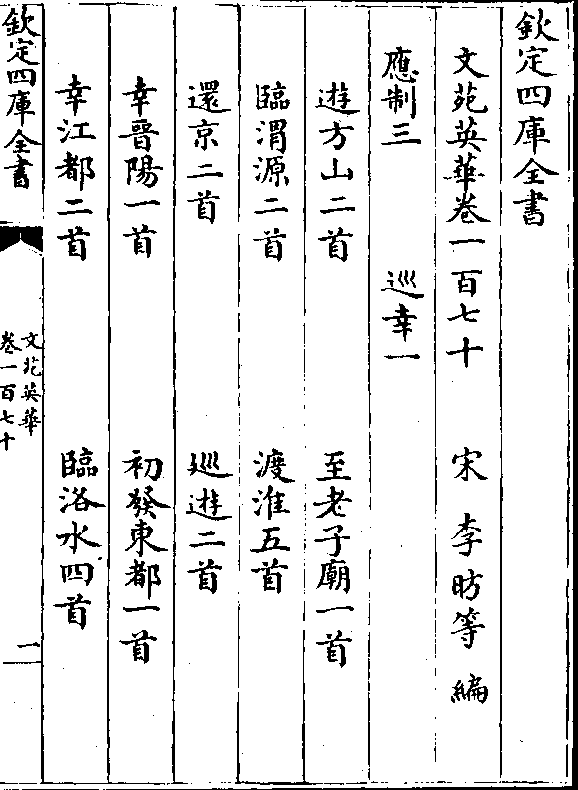 欽定四庫全書
文苑英華卷一百七十　宋　李昉等　編
應制三　巡幸一
遊方山二首　至老子廟一首
臨渭源二首　渡淮五首
還京二首　巡遊二首
幸晉陽一首　初發東都一首
幸江都二首　臨洛水四首
欽定四庫全書
文苑英華
卷一百七十
一